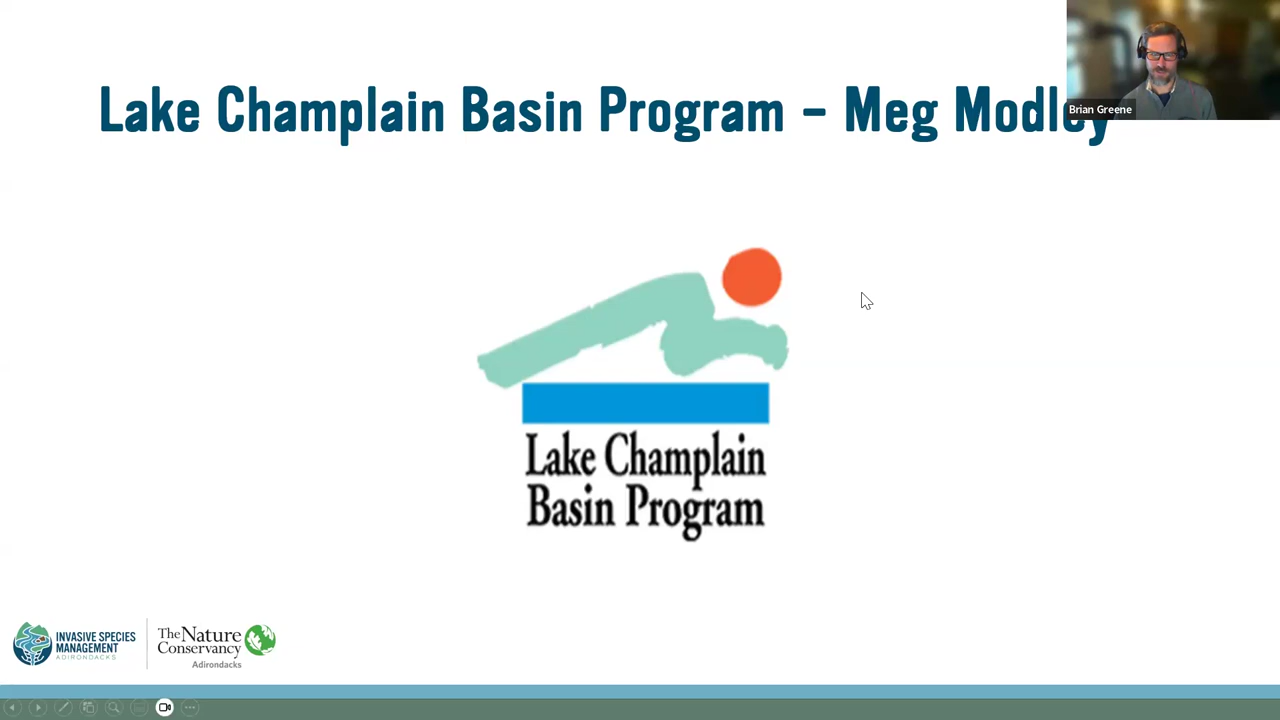 Lake Champlain Basin Program – Meg Modley
Brian Greene
Lake Champlain
Basin Program
INVASIVE SPECIES
MANAGEMENT
ADIRONDACKS
The Nature
Conservancy
Adirondacks